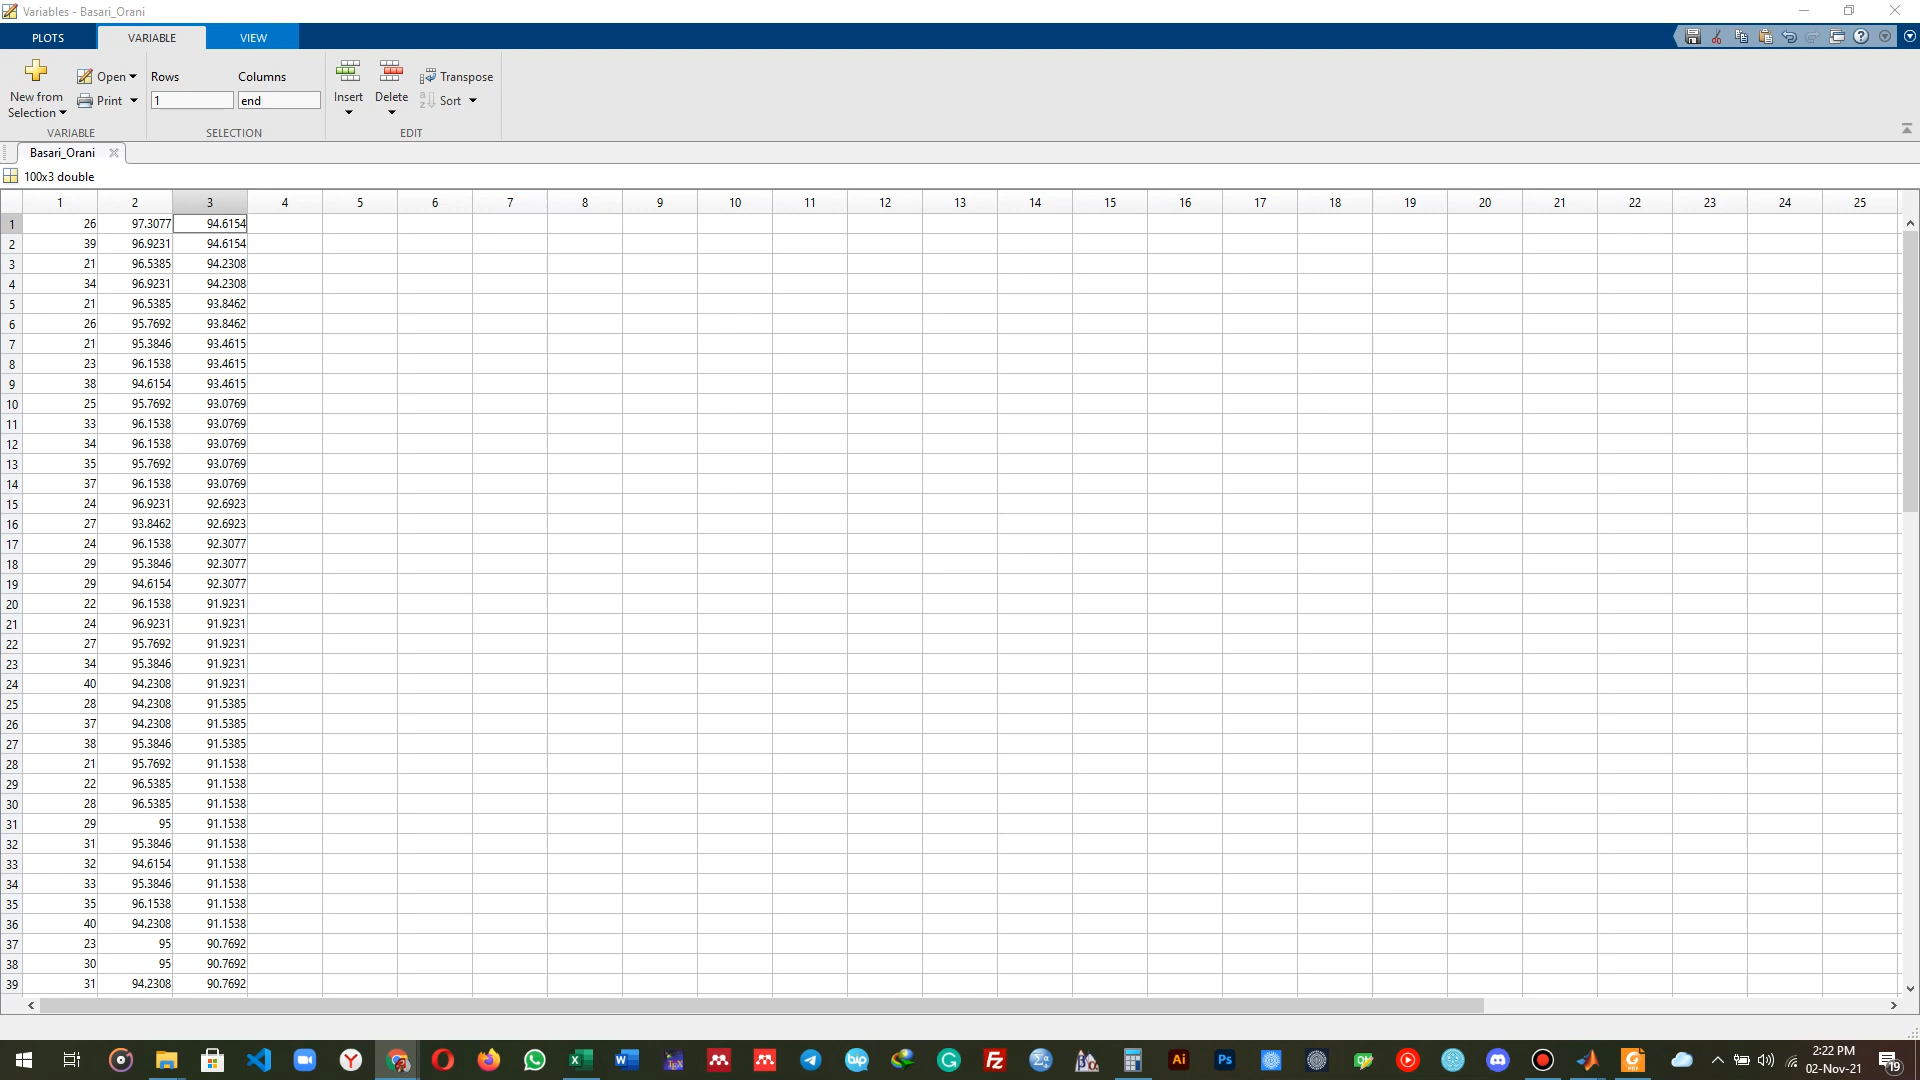 Variables - Basari_Orani
PLOTS VARIABLE VIEW
New from Selection
Open
Print
Rows Columns
1 end
Insert Delete
Transpose
Sort
VARIABLE SELECTION EDIT
Basari_Orani
100x3 double
1 2 3 4 5 6 7 8 9 10 11 12 13 14 15 16 17 18 19 20 21 22 23 24 25
1 26 97.3077 94.6154
2 39 96.9231 94.6154
3 21 96.5385 94.2308
4 34 96.9231 94.2308
5 21 96.5385 93.8462
6 26 95.7692 93.8462
7 21 95.3846 93.4615
8 23 96.1538 93.4615
9 38 94.6154 93.4615
10 25 95.7692 93.0769
11 33 96.1538 93.0769
12 34 96.1538 93.0769
13 35 95.7692 93.0769
14 37 96.1538 93.0769
15 24 96.9231 92.6923
16 27 93.8462 92.6923
17 24 96.1538 92.3077
18 29 95.3846 92.3077
19 29 94.6154 92.3077
20 22 96.1538 91.9231
21 24 96.9231 91.9231
22 27 95.7692 91.9231
23 34 95.3846 91.9231
24 40 94.2308 91.9231
25 28 94.2308 91.5385
26 37 94.2308 91.5385
27 38 95.3846 91.5385
28 21 95.7692 91.1538
29 22 96.5385 91.1538
30 28 96.5385 91.1538
31 29 95 91.1538
32 31 95.3846 91.1538
33 32 94.6154 91.1538
34 33 95.3846 91.1538
35 35 96.1538 91.1538
36 40 94.2308 91.1538
37 23 95 90.7692
38 30 95 90.7692
39 31 94.2308 90.7692
2:22 PM
02-Nov-21
19